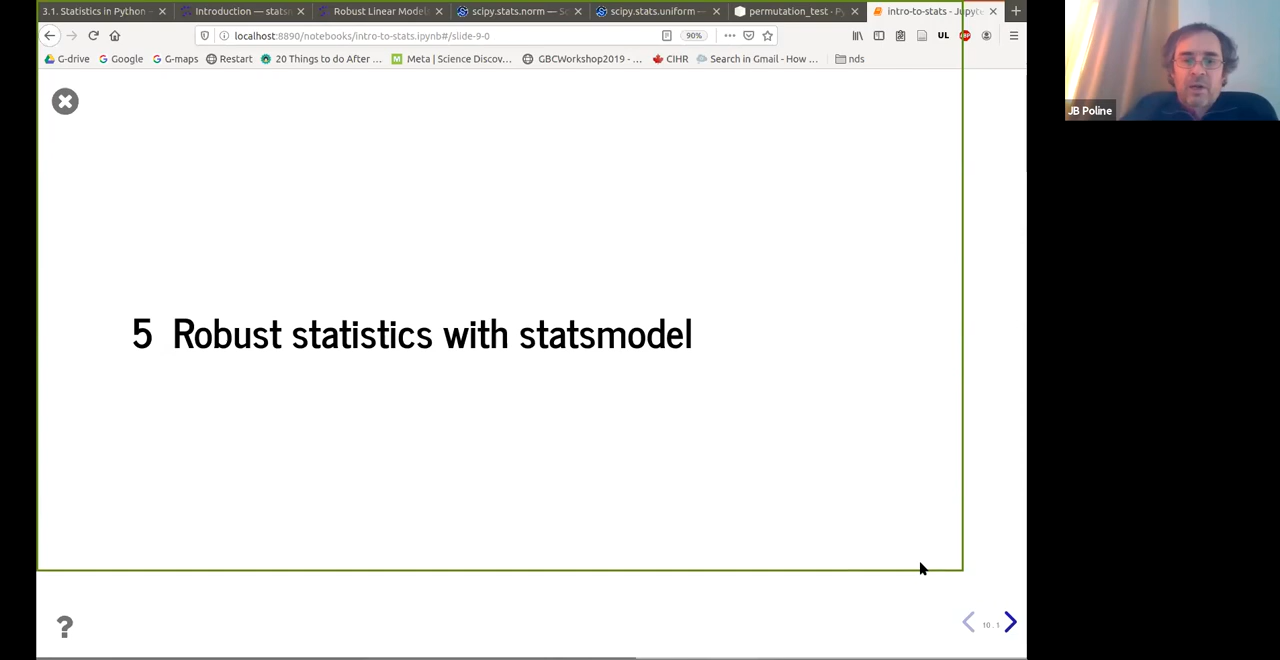 3.1. Statistics in Python –
Introduction — stats
Robust Linear Model
scipy.stats.norm — S
scipy.stats.uniform —
permutation_test - P
intro-to-stats - Jupyte
localhost:8890/notebooks/intro-to-stats.ipynb#/slide-9-0
90%
UL
G-drive
Google
G-maps
Restart
20 Things to do After ...
Meta | Science Discov...
GBCWorkshop2019 - ...
CIHR
Search in Gmail - How ...
nds
JB Poline
5 Robust statistics with statsmodel
?
10.1